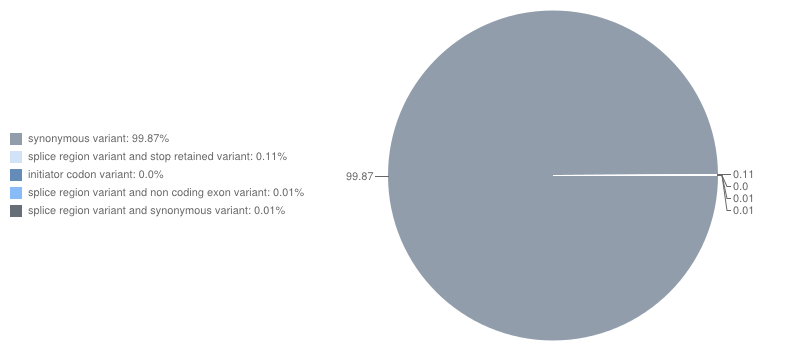 synonymous variant: 99.87%
splice region variant and stop retained variant: 0.11%
initiator codon variant: 0.0%
splice region variant and non coding exon variant: 0.01%
splice region variant and synonymous variant: 0.01%
99.87
0.11
0.0
0.01
0.01